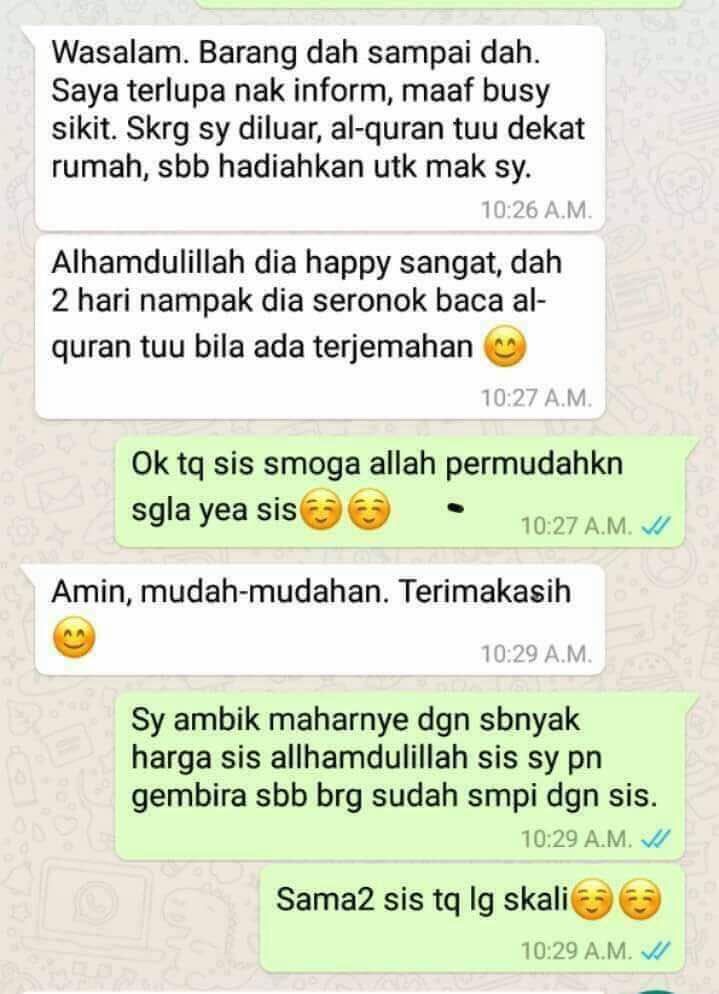 Wasalam. Barang dah sampai dah.
Saya terlupa nak inform, maaf busy
sikit. Skrg sy diluar, al-quran tuu dekat
rumah, sbb hadiahkan utk mak sy.
10:26 A.M.
Alhamdulillah dia happy sangat, dah
2 hari nampak dia seronok baca al-
quran tuu bila ada terjemahan 😊
10:27 A.M.
Ok tq sis smoga allah permudahkn
sgla yea sis☺️☺️
10:27 A.M.
Amin, mudah-mudahan. Terimakasih
😊
10:29 A.M.
Sy ambik maharnye dgn sbnyak
harga sis allhamdulillah sis sy pn
gembira sbb brg sudah smpi dgn sis.
10:29 A.M.
Sama2 sis tq lg skali☺️☺️
10:29 A.M.